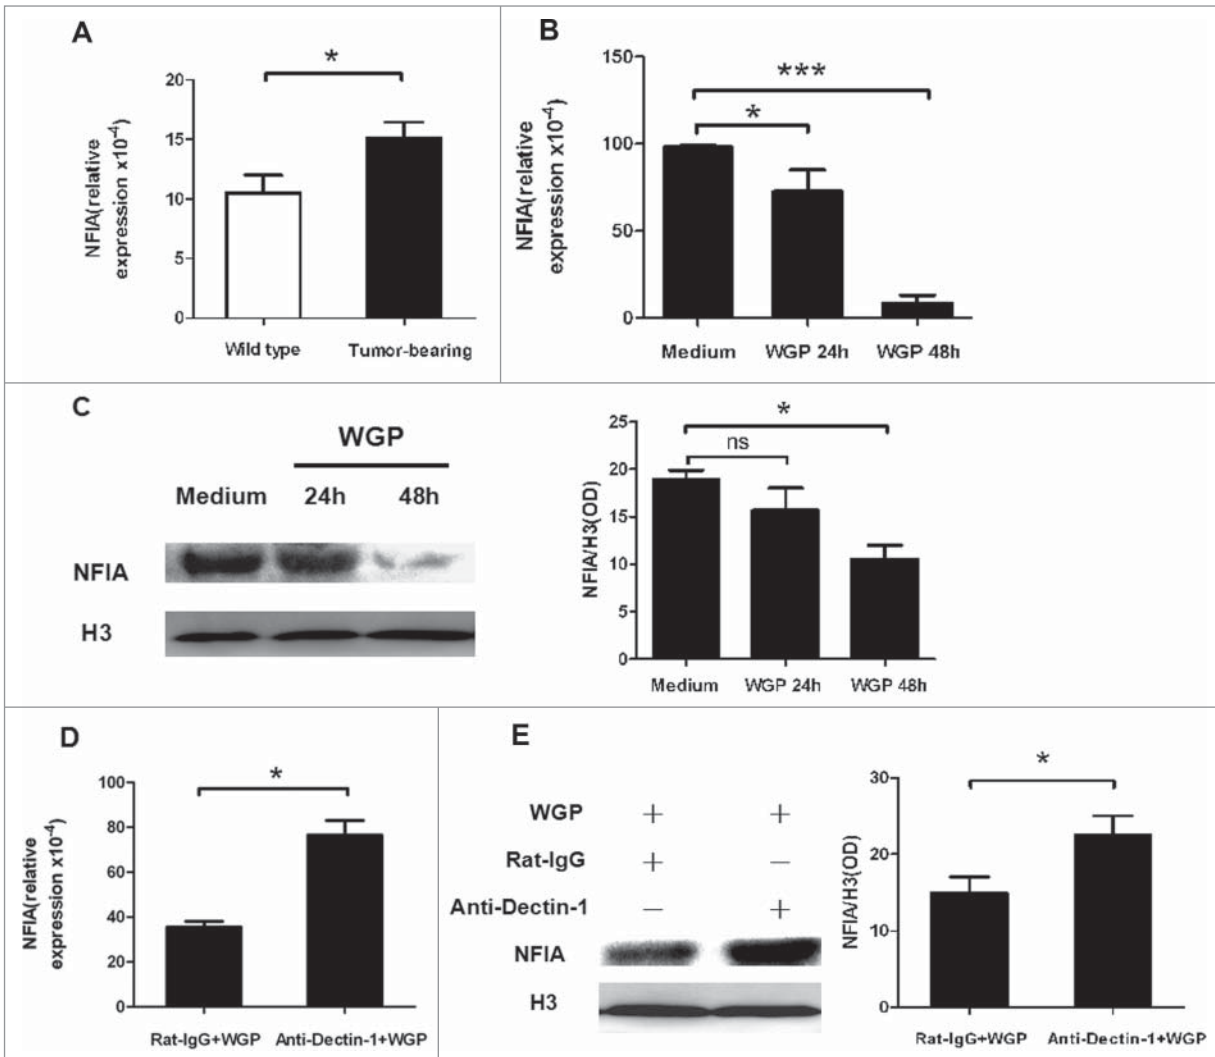 A
*
NFIA(relative
expression x10-4)
20
15
10
5
0
Wild type
Tumor-bearing
B
***
*
NFIA(relative
expression x10-4)
150
100
50
0
Medium
WGP 24h
WGP 48h
C
WGP
Medium 24h 48h
NFIA
H3
*
ns
NFIA/H3(OD)
25
20
15
10
5
0
Medium
WGP 24h
WGP 48h
D
*
NFIA(relative
expression x10-4)
100
80
60
40
20
0
Rat-IgG+WGP
Anti-Dectin-1+WGP
E
WGP + +
Rat-IgG + −
Anti-Dectin-1 − +
NFIA
H3
*
NFIA/H3(OD)
30
20
10
0
Rat-IgG+WGP
Anti-Dectin-1+WGP